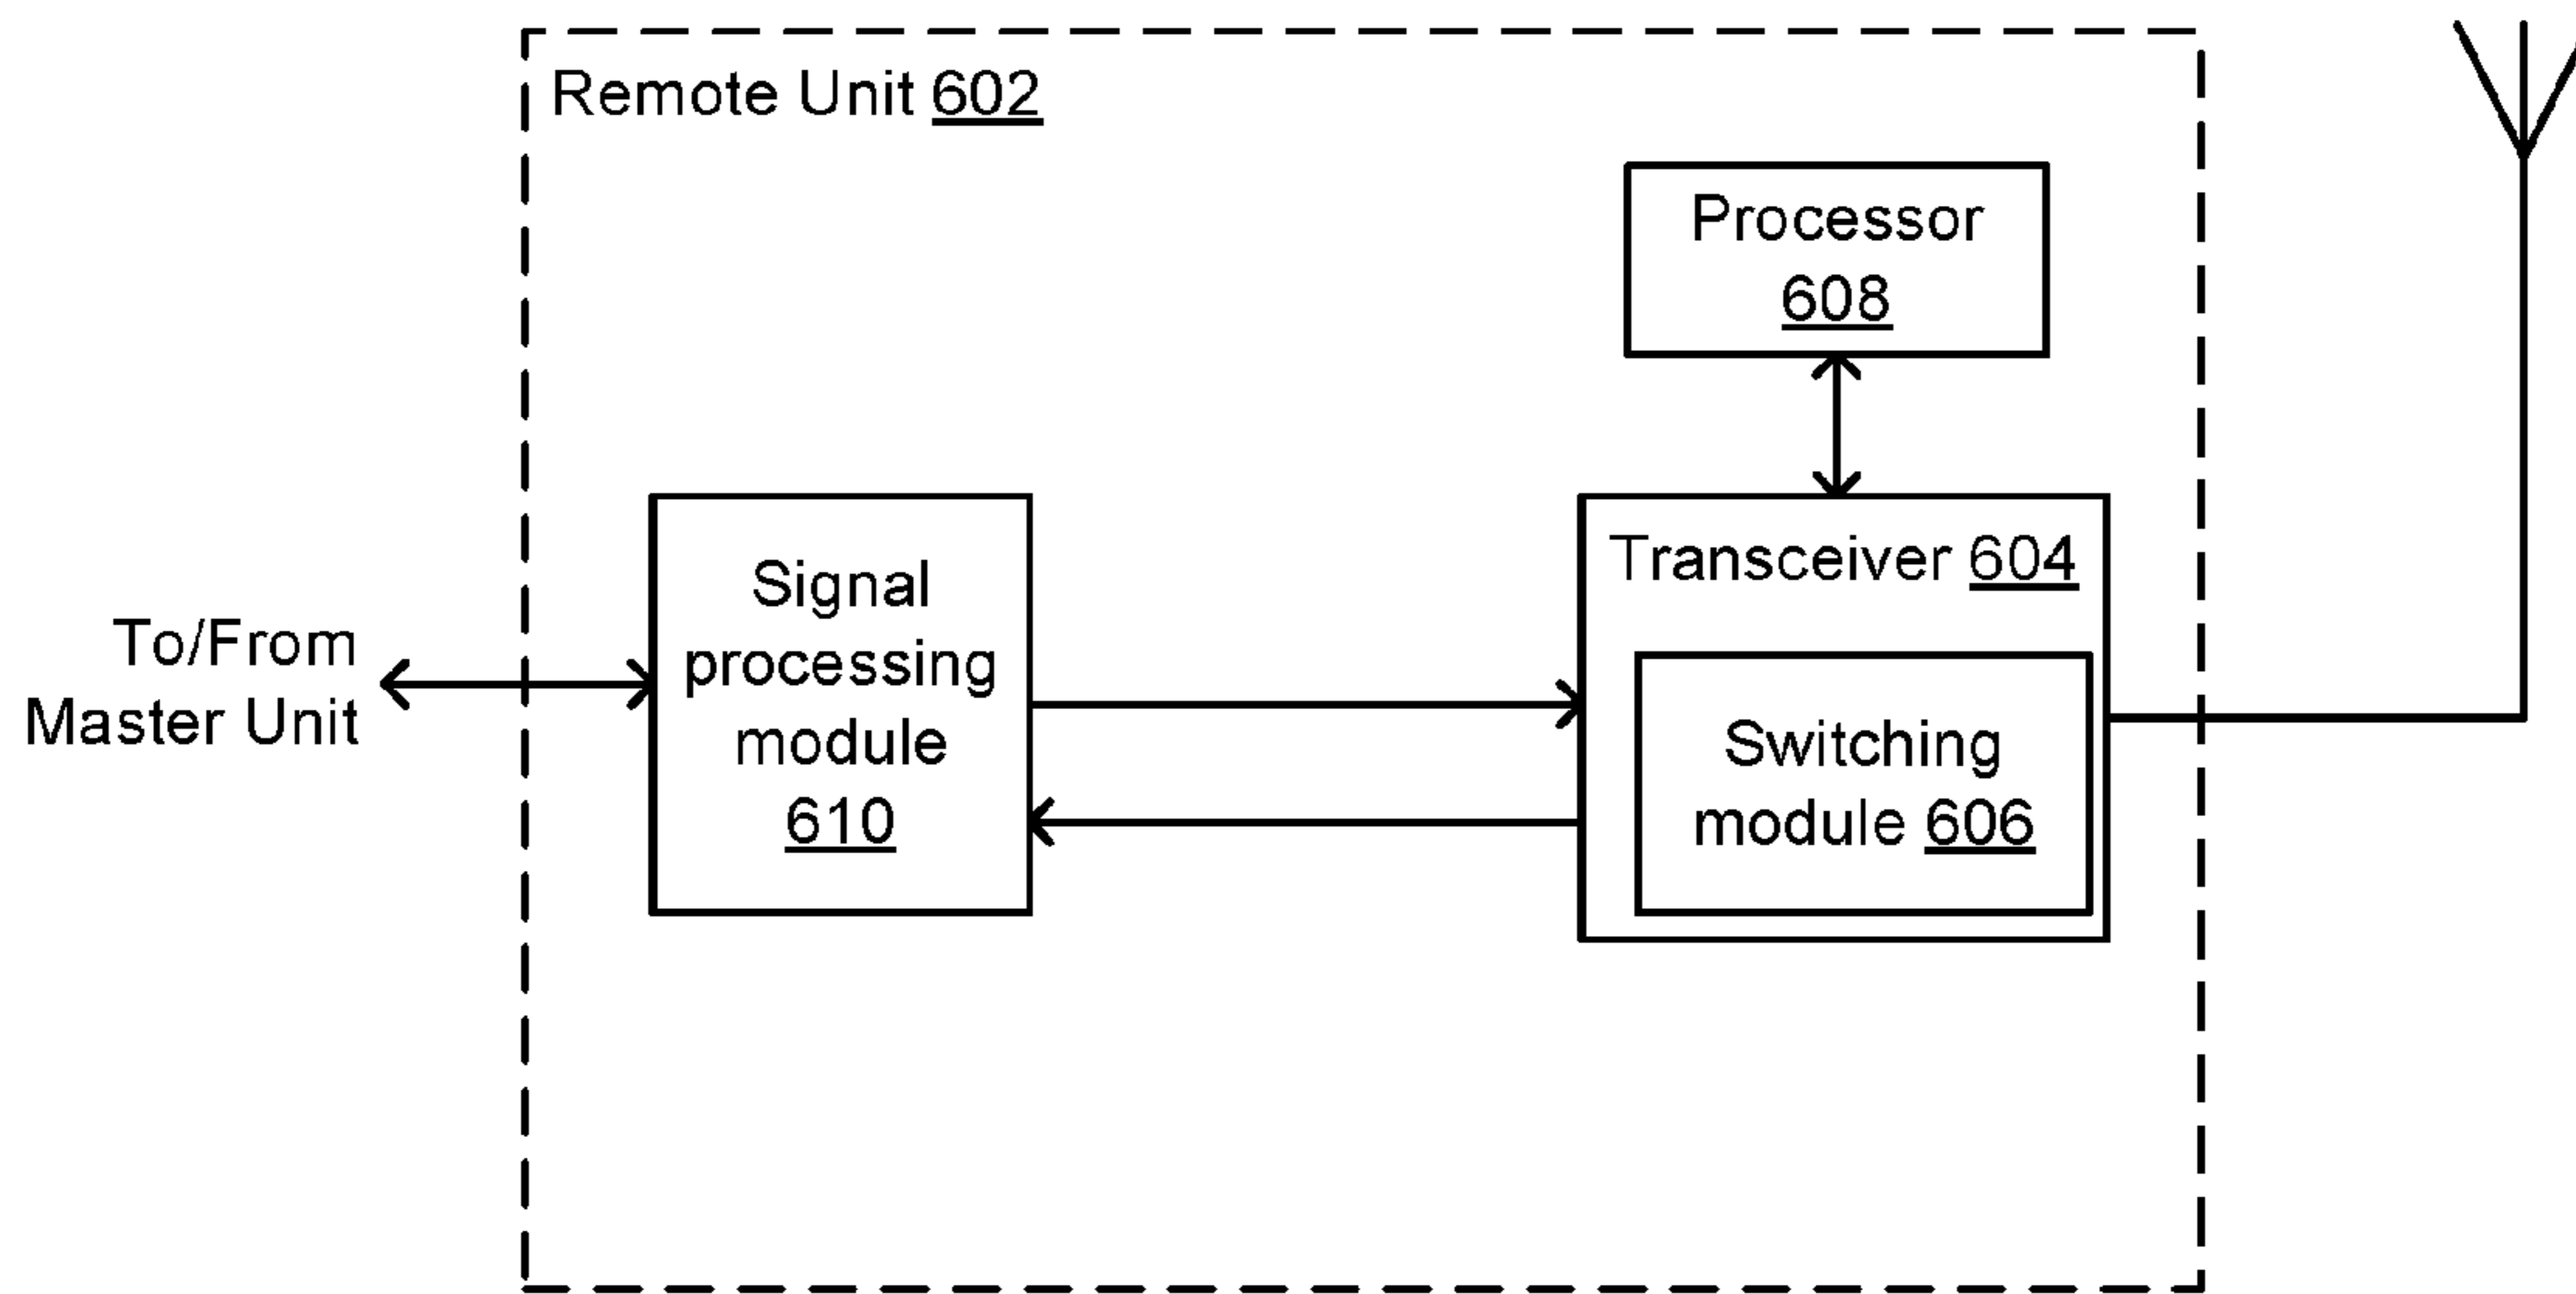 Remote Unit 602
Processor
608
Transceiver 604
Signal
processing
module
610
To/From
Master Unit
Switching
module 606